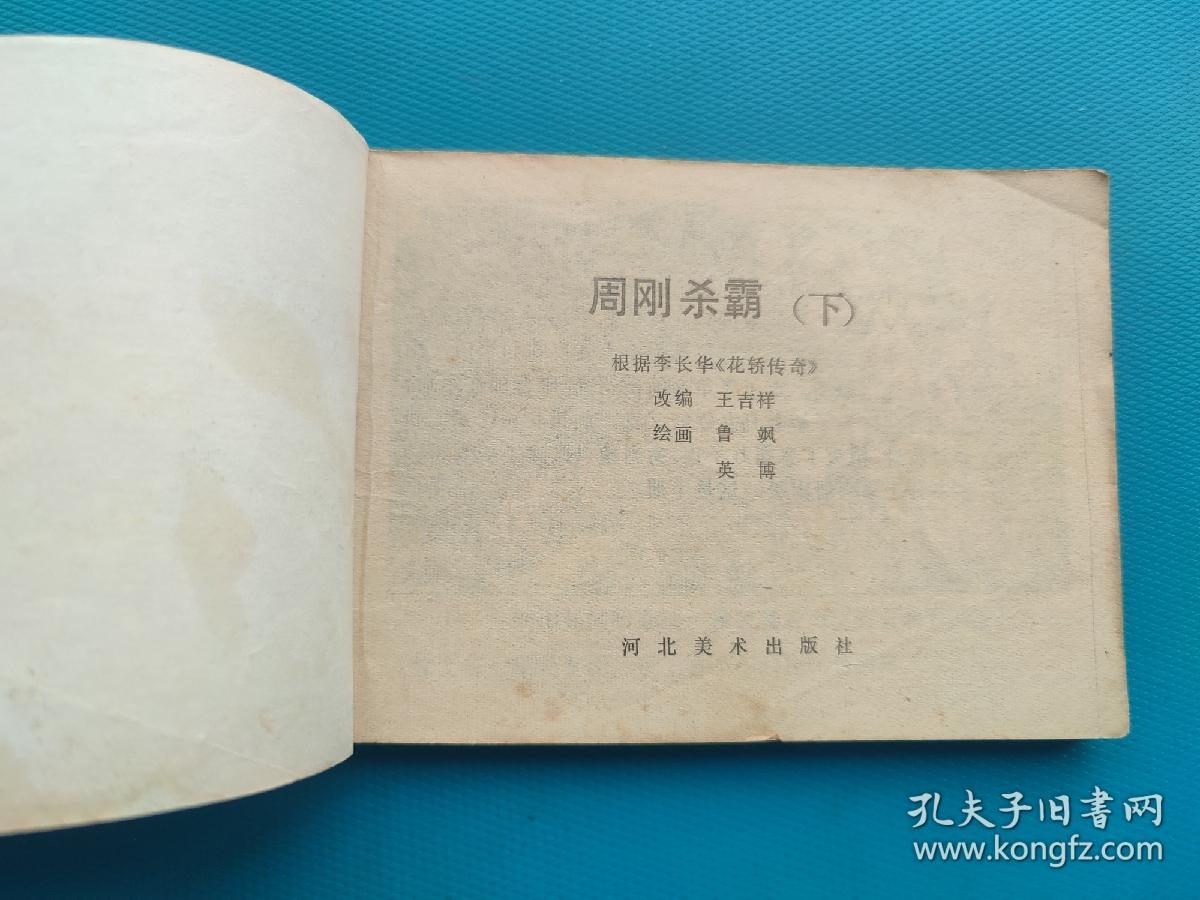 周刚杀霸（下）
根据李长华《花轿传奇》
改编 王吉祥
绘画 鲁 飒
英 博
河北美术出版社
孔夫子旧书网
www.kongfz.com